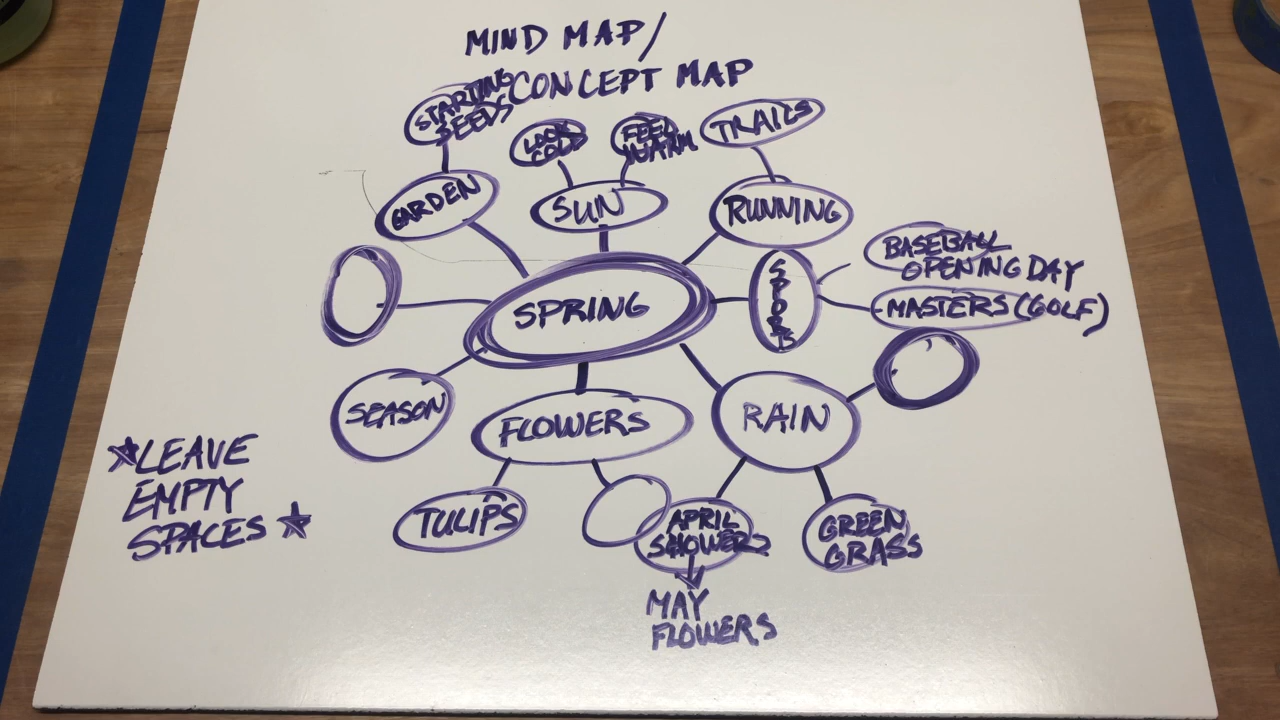 MIND MAP/
CONCEPT MAP
STARTING
SEEDS
LOOK
COLD
FEEL
WARM
TRAILS
GARDEN
SUN
RUNNING
SPORTS
BASEBALL
OPENING DAY
MASTERS (GOLF)
SPRING
SEASON
FLOWERS
RAIN
TULIPS
APRIL
SHOWERS
GREEN
GRASS
MAY
FLOWERS
★LEAVE
EMPTY
SPACES★